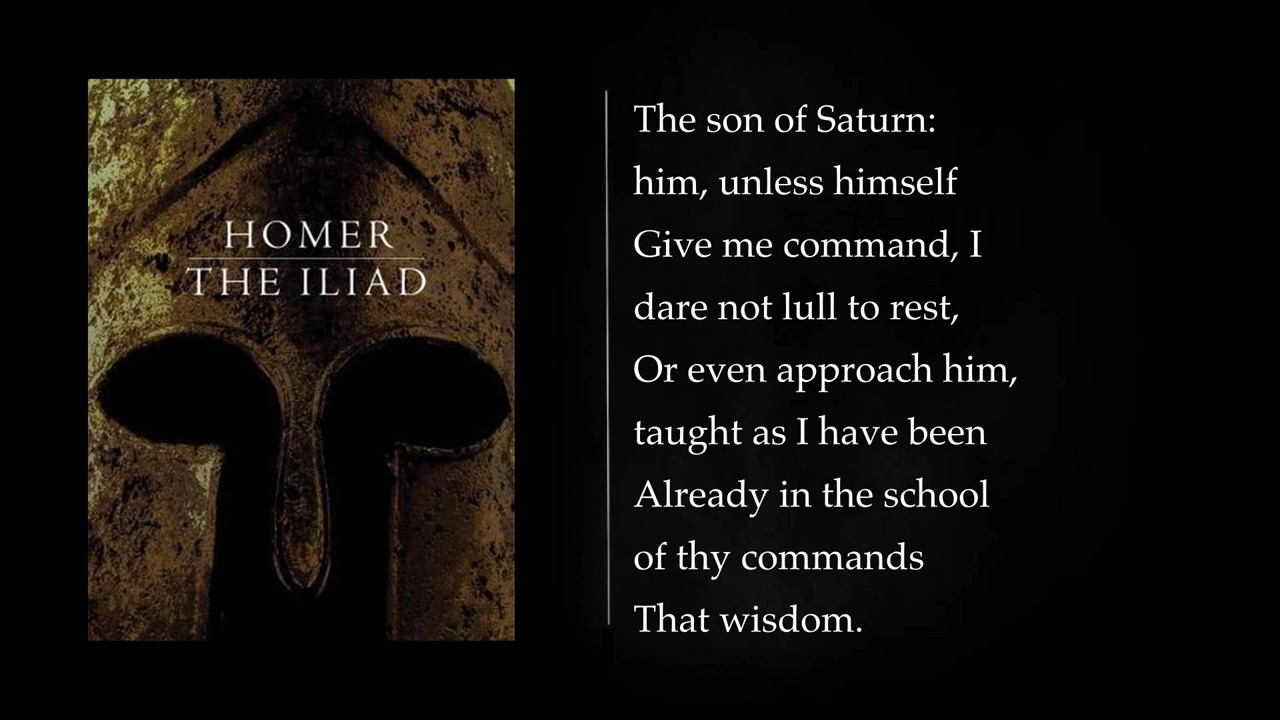 HOMER
THE ILIAD
The son of Saturn:
him, unless himself
Give me command, I
dare not lull to rest,
Or even approach him,
taught as I have been
Already in the school
of thy commands
That wisdom.